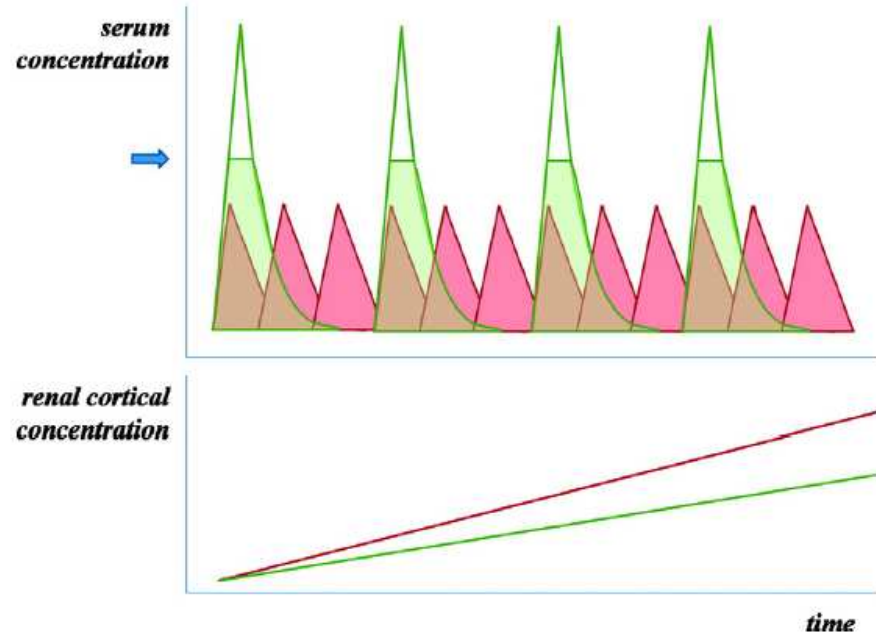 serum
concentration
renal cortical
concentration
time